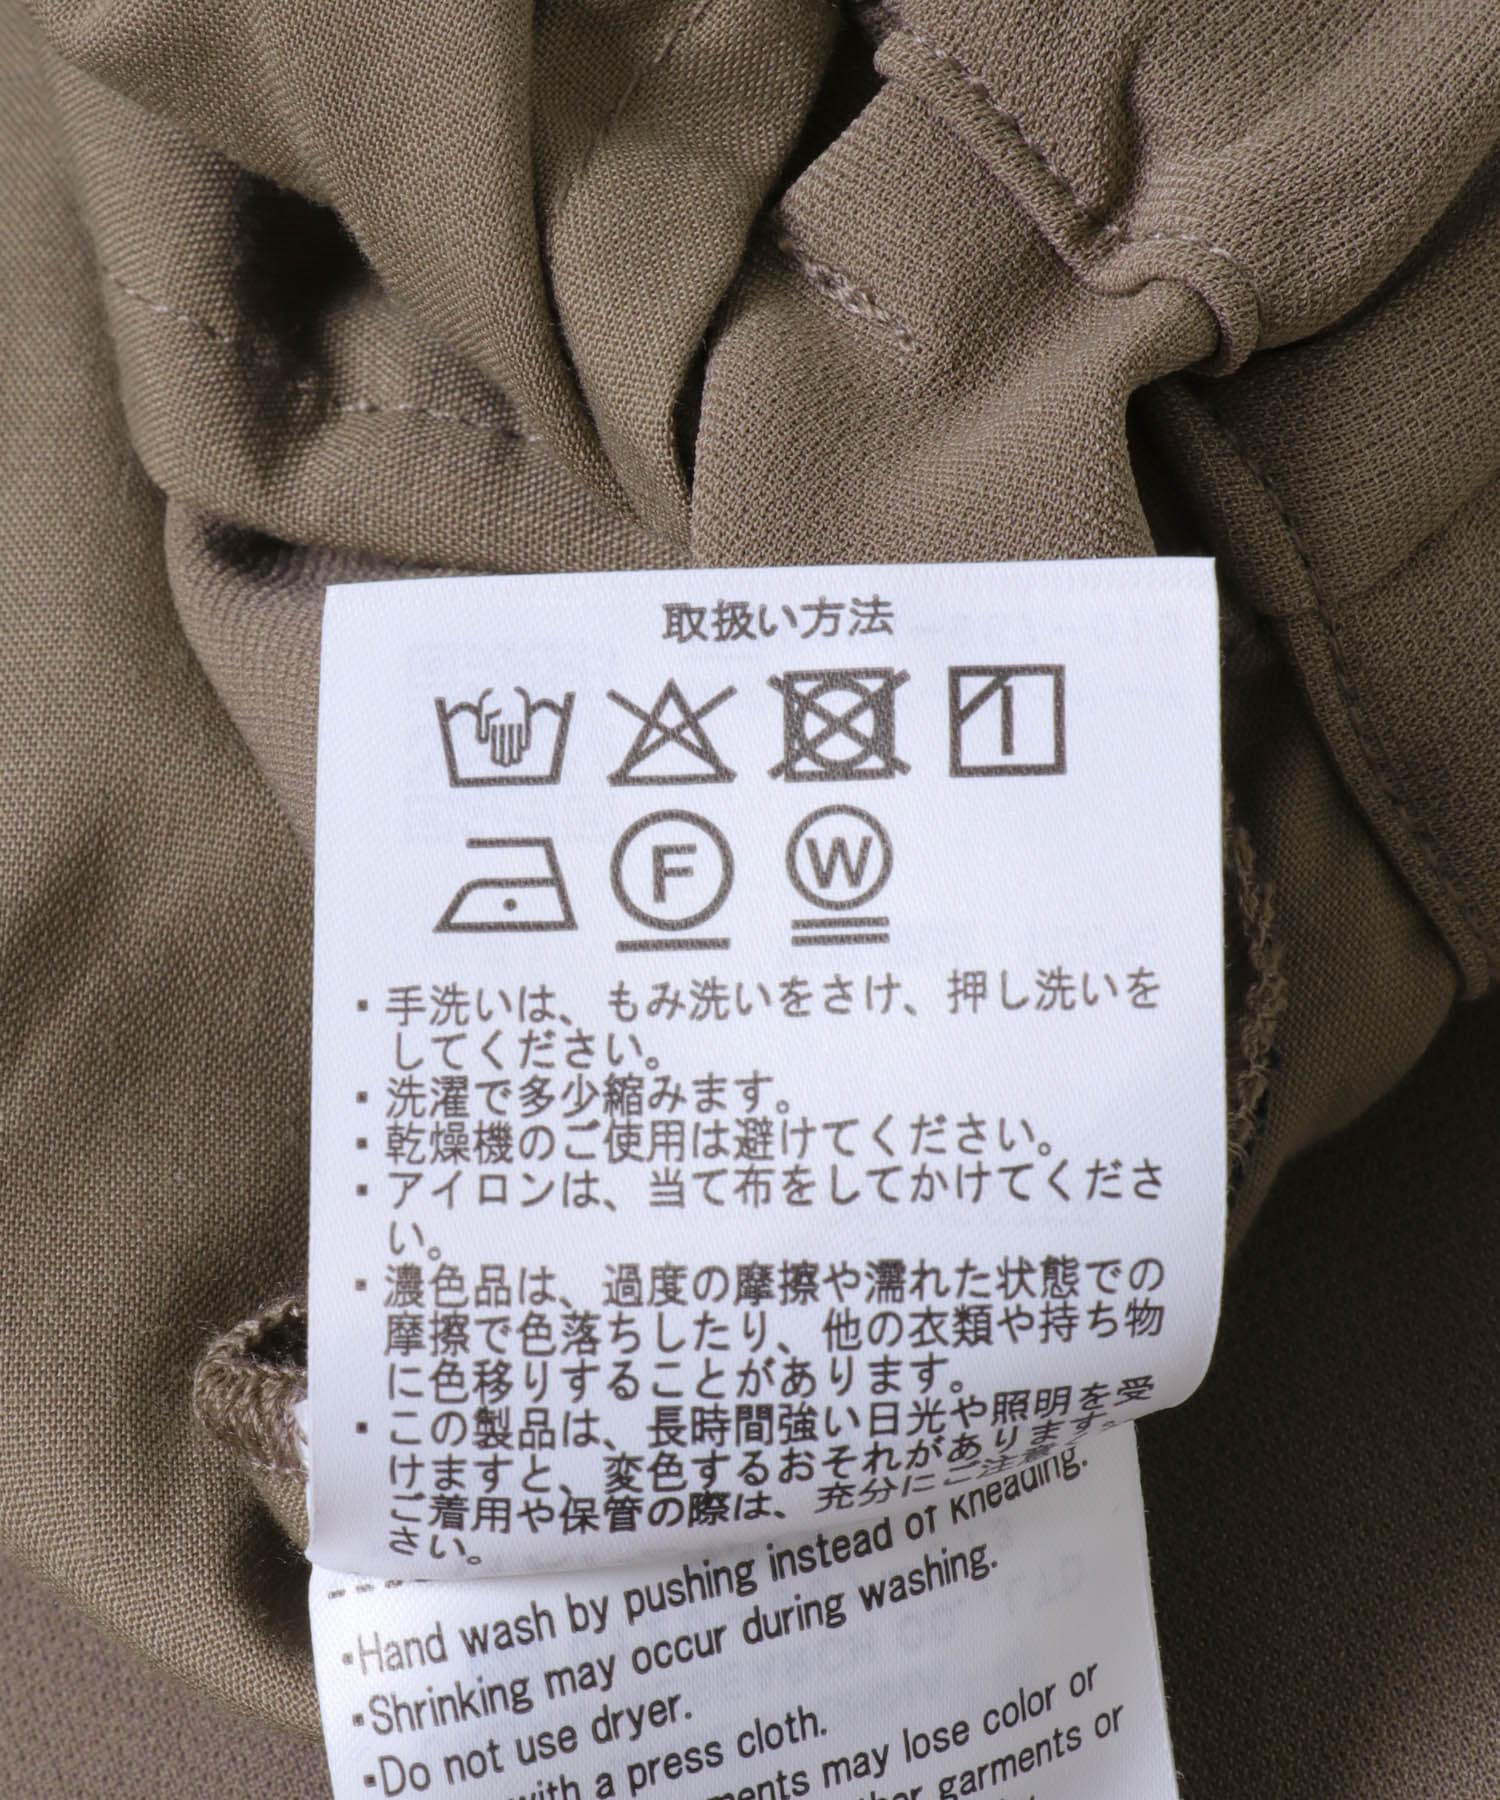 取扱い方法
F W
・手洗いは、もみ洗いをさけ、押し洗いを
してください。
・洗濯で多少縮みます。
・乾燥機のご使用は避けてください。
・アイロンは、当て布をしてかけてくださ
い。
・濃色品は、過度の摩擦や濡れた状態での
摩擦で色落ちしたり、他の衣類や持ち物
に色移りすることがあります。
・この製品は、長時間強い日光や照明を受
けますと、変色するおそれがあります。
ご着用や保管の際は、充分にご注意
さい。
・Hand wash by pushing instead of kneading.
・Shrinking may occur during washing.
・Do not use dryer.
with a press cloth.
may lose color or
garments or